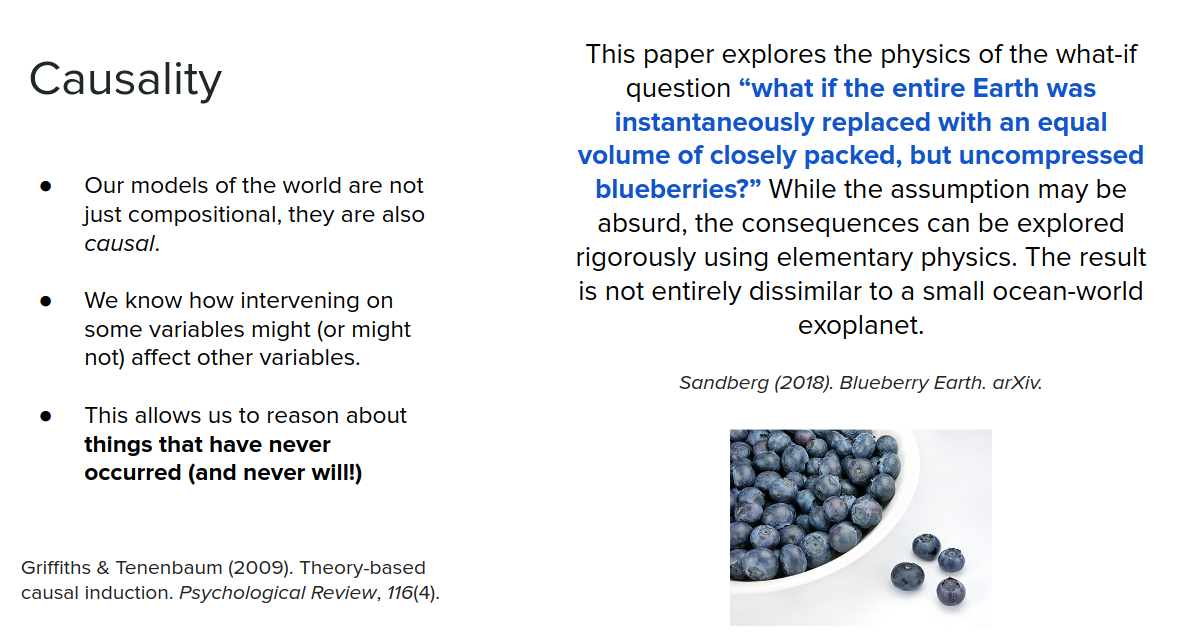 Causality
● Our models of the world are not
just compositional, they are also
causal.
● We know how intervening on
some variables might (or might
not) affect other variables.
● This allows us to reason about
things that have never
occurred (and never will!)
Griffiths & Tenenbaum (2009). Theory-based
causal induction. Psychological Review, 116(4).
This paper explores the physics of the what-if
question “what if the entire Earth was
instantaneously replaced with an equal
volume of closely packed, but uncompressed
blueberries?” While the assumption may be
absurd, the consequences can be explored
rigorously using elementary physics. The result
is not entirely dissimilar to a small ocean-world
exoplanet.
Sandberg (2018). Blueberry Earth. arXiv.